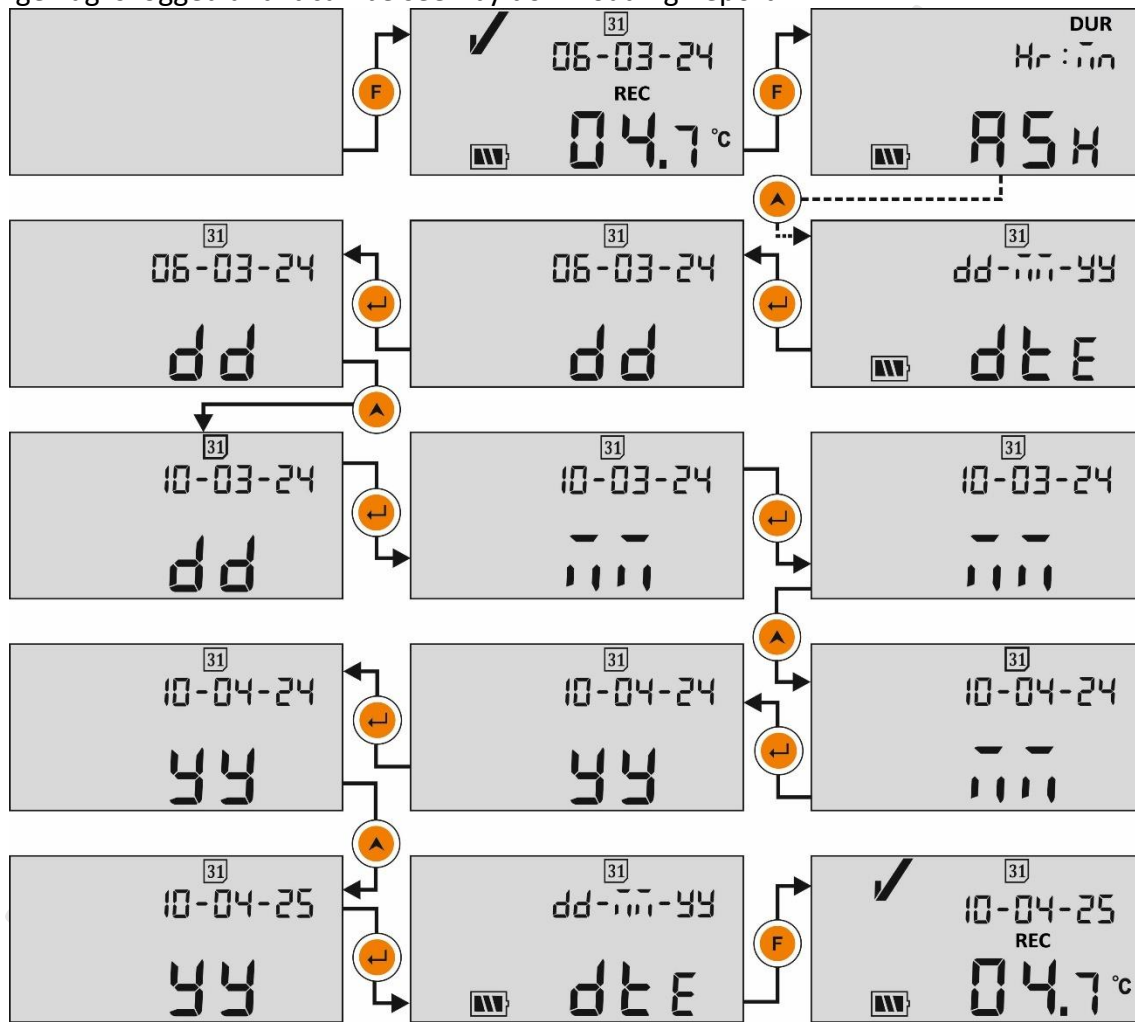 31
06-03-24
REC
04.7 °C
F
F
DUR
Hr:mn
ASH
31
06-03-24
dd
31
06-03-24
dd
31
dd-mm-yy
dtE
31
10-03-24
dd
31
10-03-24
mm
31
10-03-24
mm
31
10-04-24
yy
31
10-04-24
yy
31
10-04-24
mm
31
10-04-25
yy
31
dd-mm-yy
dtE
F
31
10-04-25
REC
04.7 °C